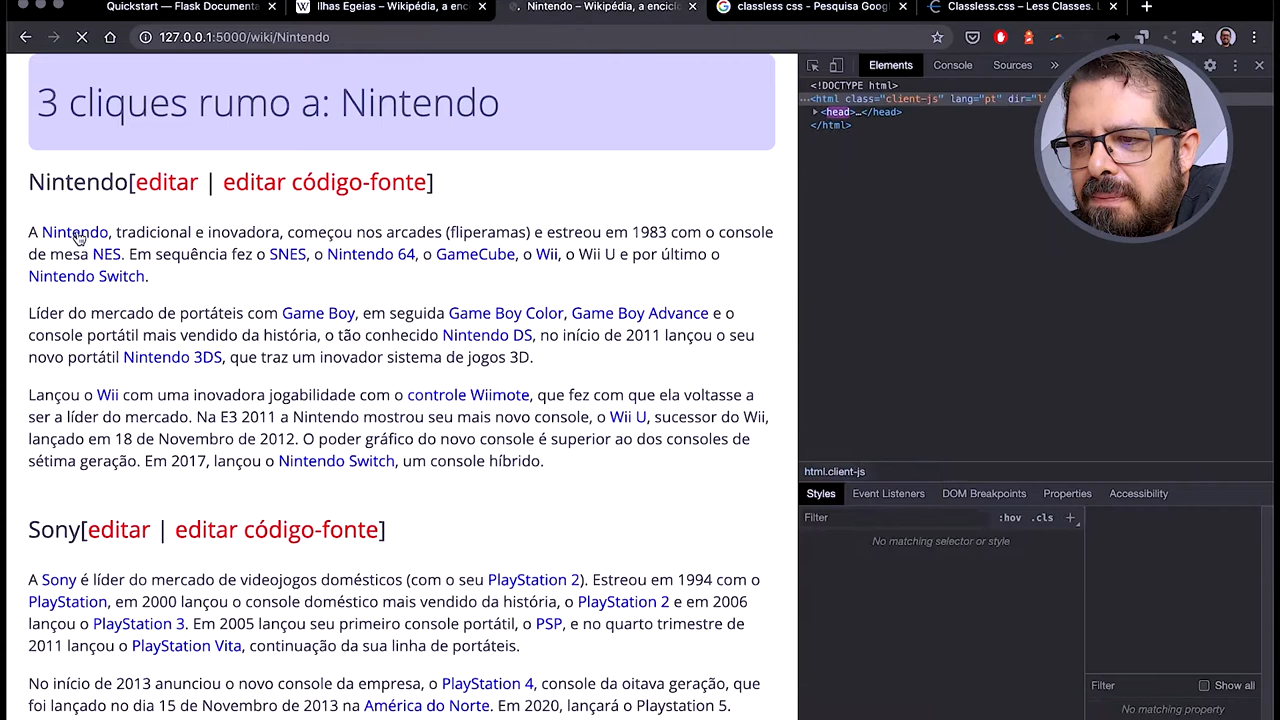 Quickstart — Flask Documenta
Ilhas Egeias – Wikipédia, a enci
Nintendo – Wikipédia, a enciclo
classless css - Pesquisa Googl
Classless.css – Less Classes.
127.0.0.1:5000/wiki/Nintendo
3 cliques rumo a: Nintendo
Nintendo[editar | editar código-fonte]
A Nintendo, tradicional e inovadora, começou nos arcades (fliperamas) e estreou em 1983 com o console
de mesa NES. Em sequência fez o SNES, o Nintendo 64, o GameCube, o Wii, o Wii U e por último o
Nintendo Switch.
Líder do mercado de portáteis com Game Boy, em seguida Game Boy Color, Game Boy Advance e o
console portátil mais vendido da história, o tão conhecido Nintendo DS, no início de 2011 lançou o seu
novo portátil Nintendo 3DS, que traz um inovador sistema de jogos 3D.
Lançou o Wii com uma inovadora jogabilidade com o controle Wiimote, que fez com que ela voltasse a
ser a líder do mercado. Na E3 2011 a Nintendo mostrou seu mais novo console, o Wii U, sucessor do Wii,
lançado em 18 de Novembro de 2012. O poder gráfico do novo console é superior ao dos consoles de
sétima geração. Em 2017, lançou o Nintendo Switch, um console híbrido.
Sony[editar | editar código-fonte]
A Sony é líder do mercado de videojogos domésticos (com o seu PlayStation 2). Estreou em 1994 com o
PlayStation, em 2000 lançou o console doméstico mais vendido da história, o PlayStation 2 e em 2006
lançou o PlayStation 3. Em 2005 lançou seu primeiro console portátil, o PSP, e no quarto trimestre de
2011 lançou o PlayStation Vita, continuação da sua linha de portáteis.
No início de 2013 anunciou o novo console da empresa, o PlayStation 4, console da oitava geração, que
foi lançado no dia 15 de Novembro de 2013 na América do Norte. Em 2020, lançará o Playstation 5.
Elements Console Sources »
<!DOCTYPE html>
<html class="client-js" lang="pt" dir="l
<head>…</head>
</html>
html.client-js
Styles Event Listeners DOM Breakpoints Properties Accessibility
Filter :hov .cls +
No matching selector or style
Filter Show all
No matching property